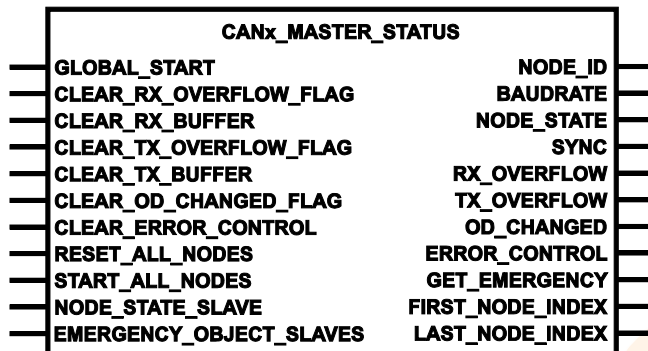 CANx_MASTER_STATUS
GLOBAL_START NODE_ID
CLEAR_RX_OVERFLOW_FLAG BAUDRATE
CLEAR_RX_BUFFER NODE_STATE
CLEAR_TX_OVERFLOW_FLAG SYNC
CLEAR_TX_BUFFER RX_OVERFLOW
CLEAR_OD_CHANGED_FLAG TX_OVERFLOW
CLEAR_ERROR_CONTROL OD_CHANGED
RESET_ALL_NODES ERROR_CONTROL
START_ALL_NODES GET_EMERGENCY
NODE_STATE_SLAVE FIRST_NODE_INDEX
EMERGENCY_OBJECT_SLAVES LAST_NODE_INDEX